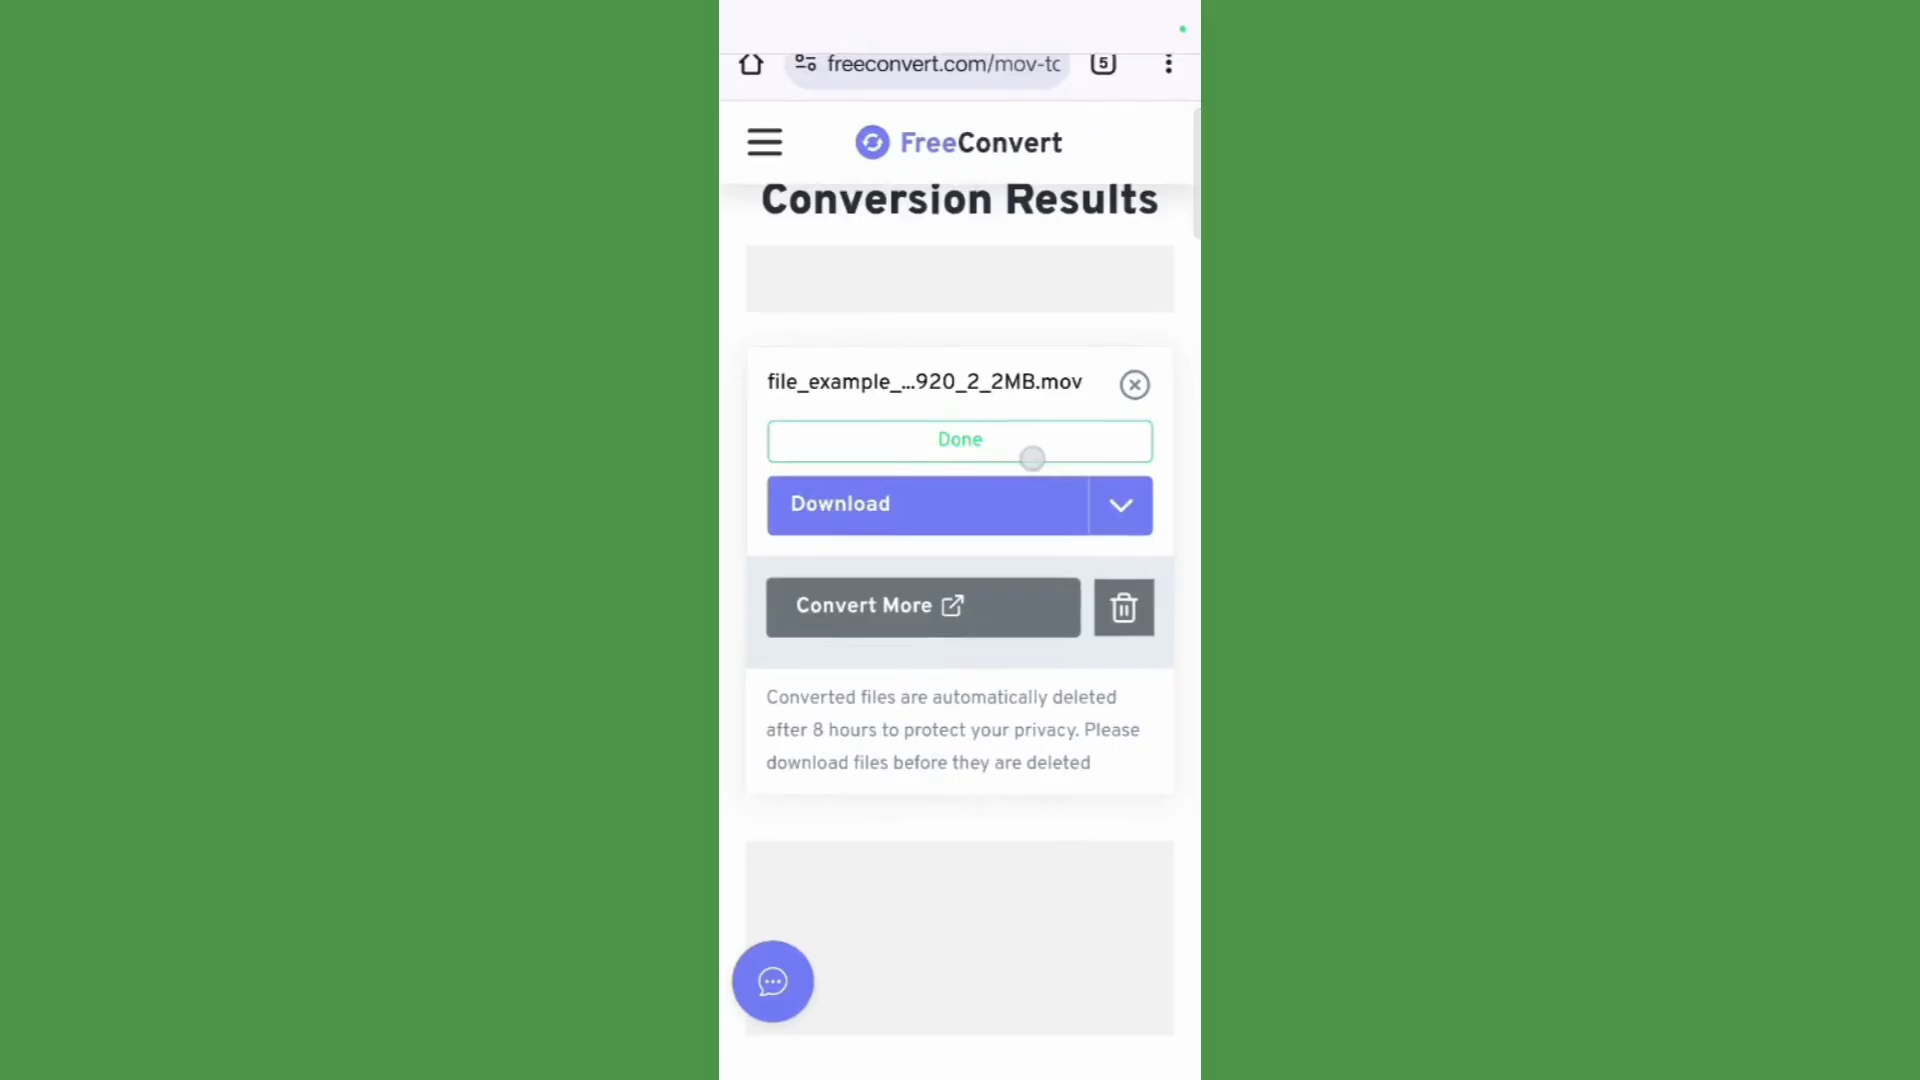 freeconvert.com/mov-tc
5
FreeConvert
Conversion Results
file_example_...920_2_2MB.mov
Done
Download
Convert More
Converted files are automatically deleted
after 8 hours to protect your privacy. Please
download files before they are deleted